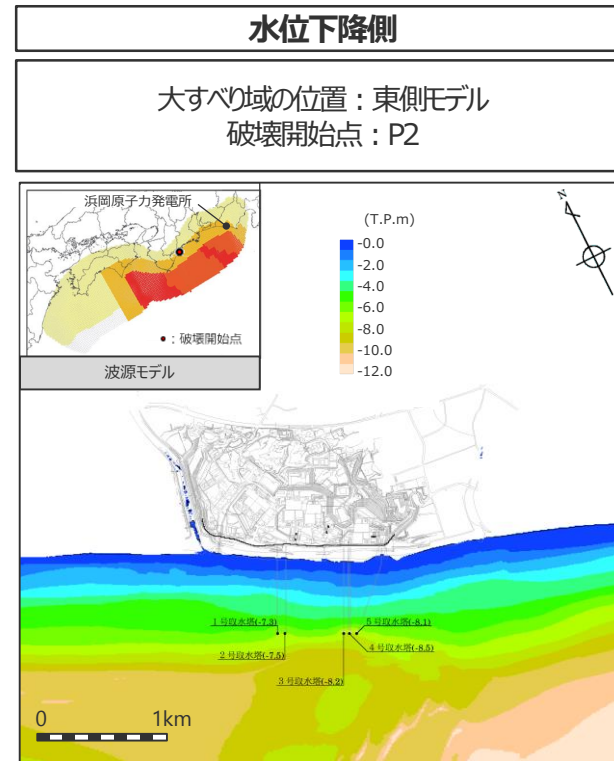 水位下降側
大すべり域の位置：東側モデル
破壊開始点：P2
浜岡原子力発電所
●：破壊開始点
波源モデル
(T.P.m)
-0.0
-2.0
-4.0
-6.0
-8.0
-10.0
-12.0
N
1号取水塔(-7.3)
5号取水塔(-8.1)
2号取水塔(-7.5)
4号取水塔(-8.5)
3号取水塔(-8.2)
0 1km